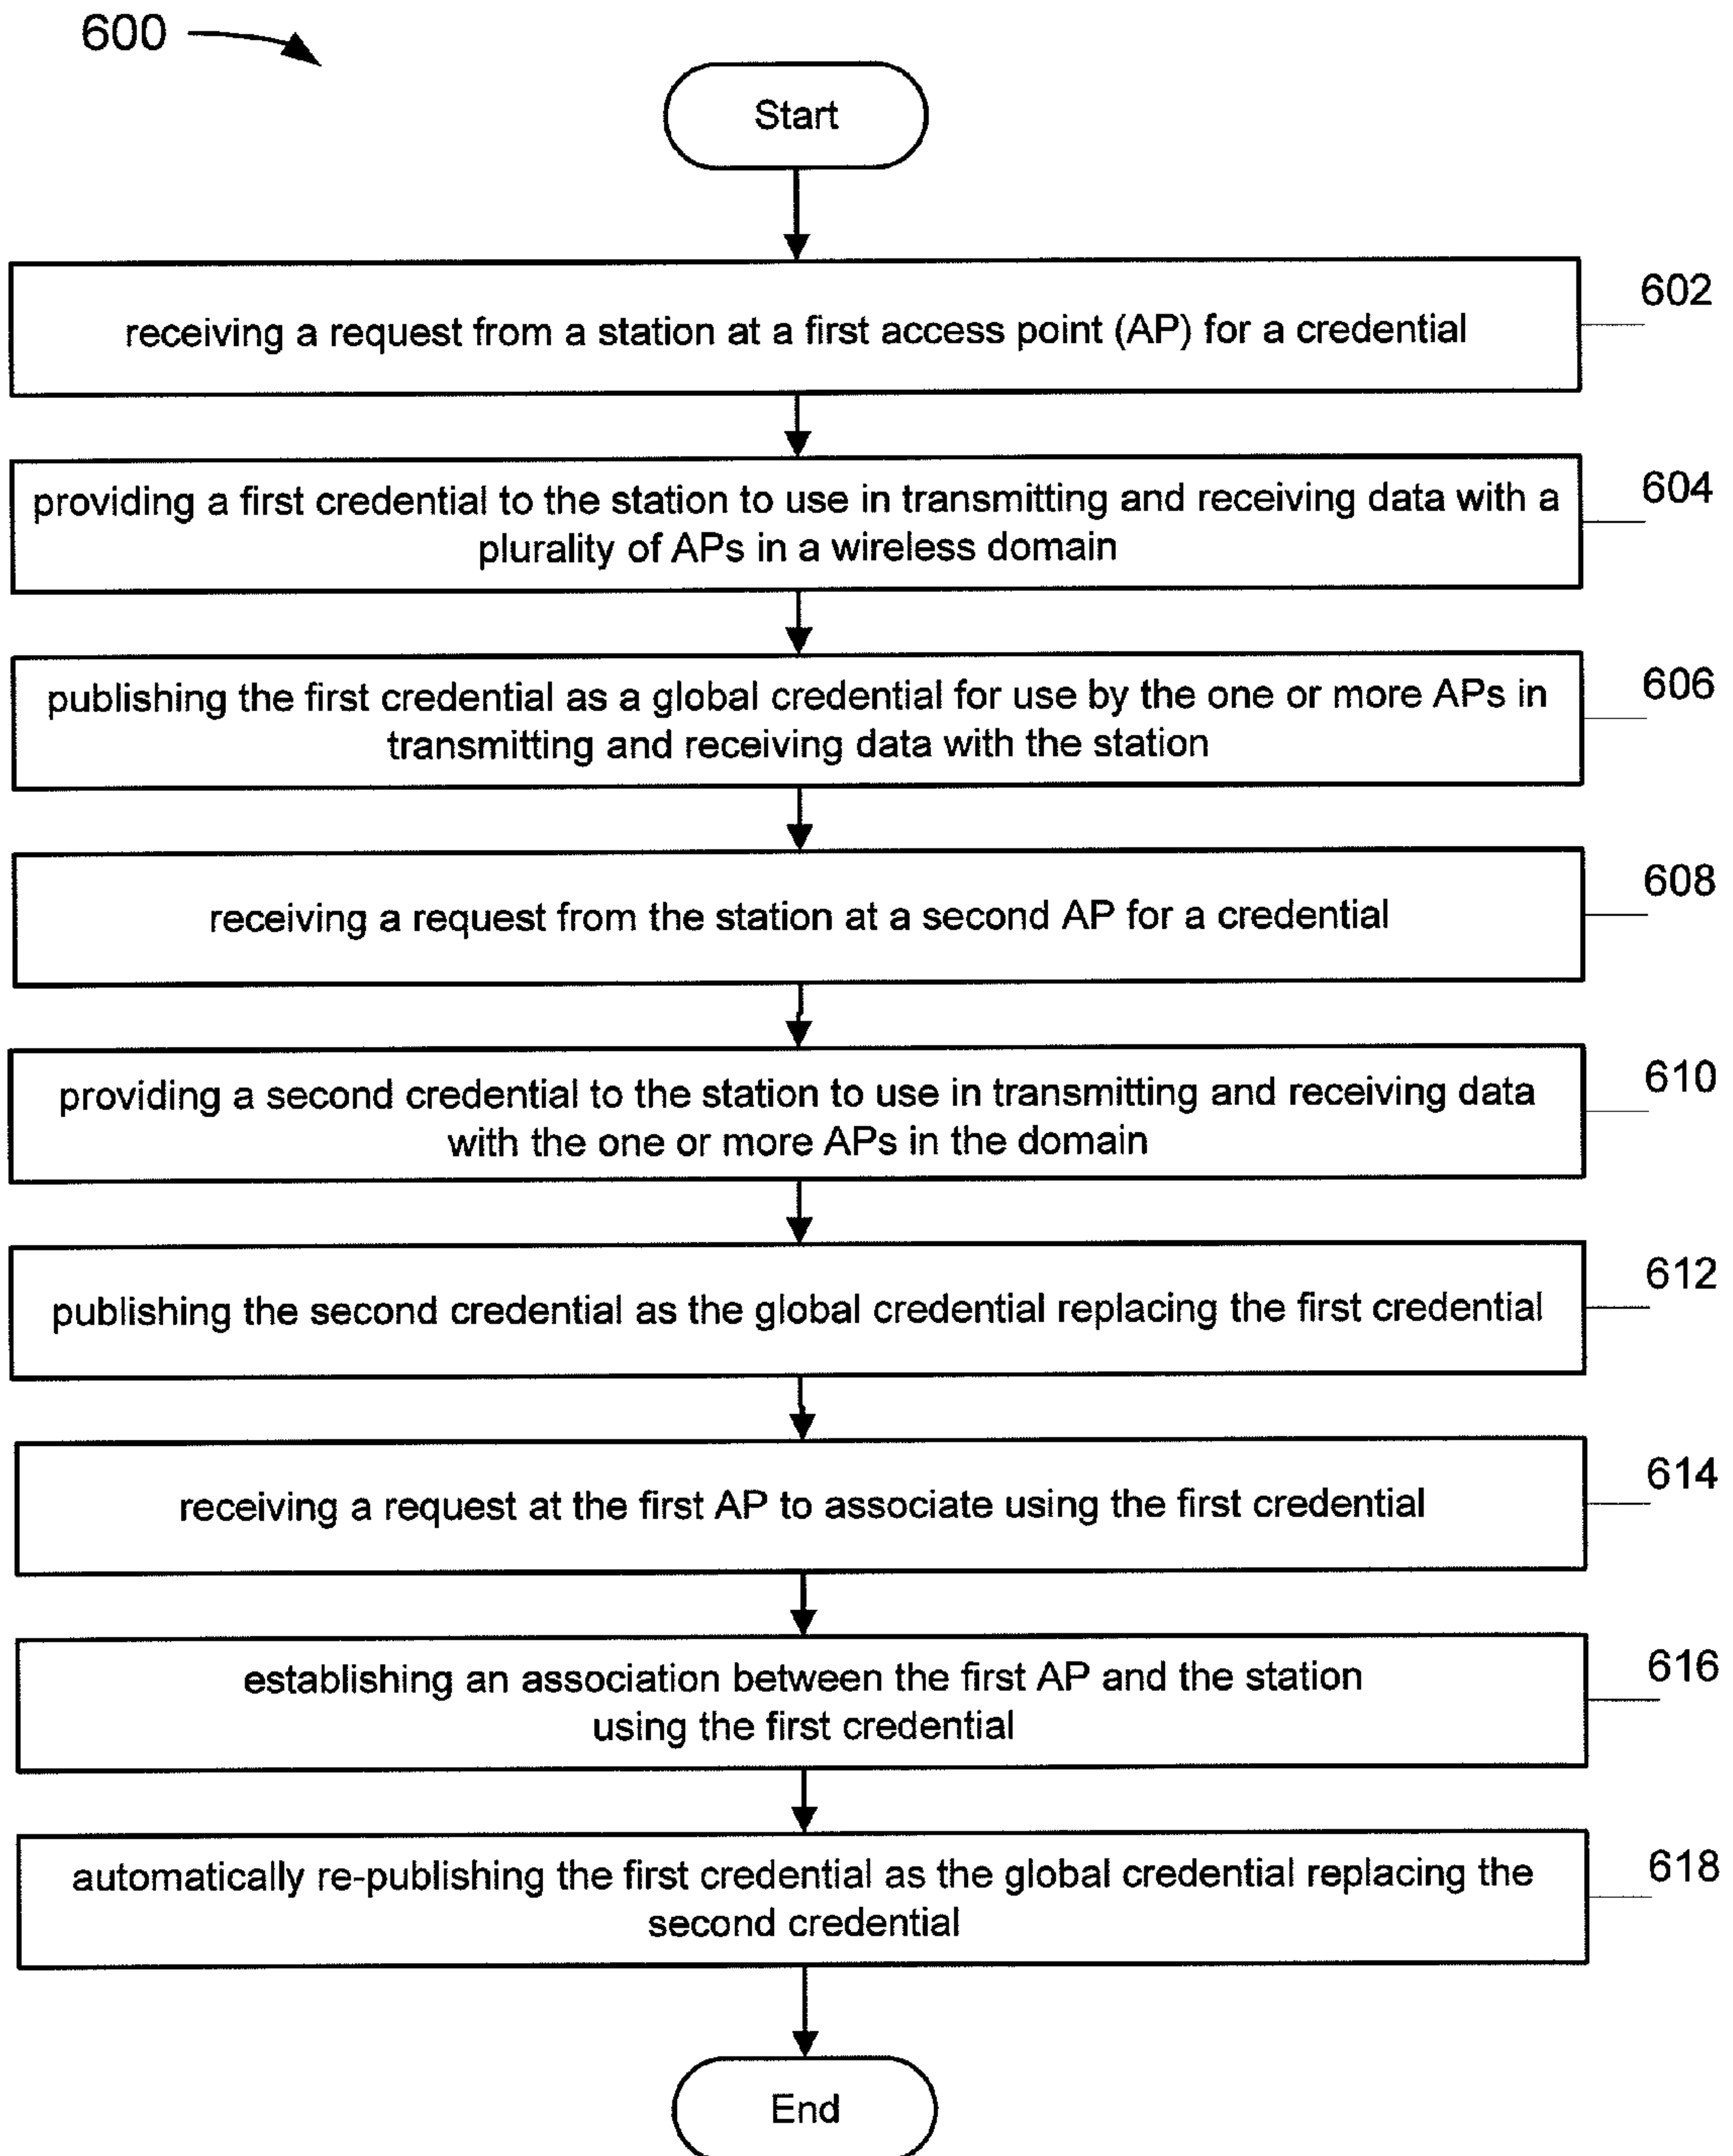 600
Start
receiving a request from a station at a first access point (AP) for a credential
602
providing a first credential to the station to use in transmitting and receiving data with a
plurality of APs in a wireless domain
604
publishing the first credential as a global credential for use by the one or more APs in
transmitting and receiving data with the station
606
receiving a request from the station at a second AP for a credential
608
providing a second credential to the station to use in transmitting and receiving data
with the one or more APs in the domain
610
publishing the second credential as the global credential replacing the first credential
612
receiving a request at the first AP to associate using the first credential
614
establishing an association between the first AP and the station
using the first credential
616
automatically re-publishing the first credential as the global credential replacing the
second credential
618
End